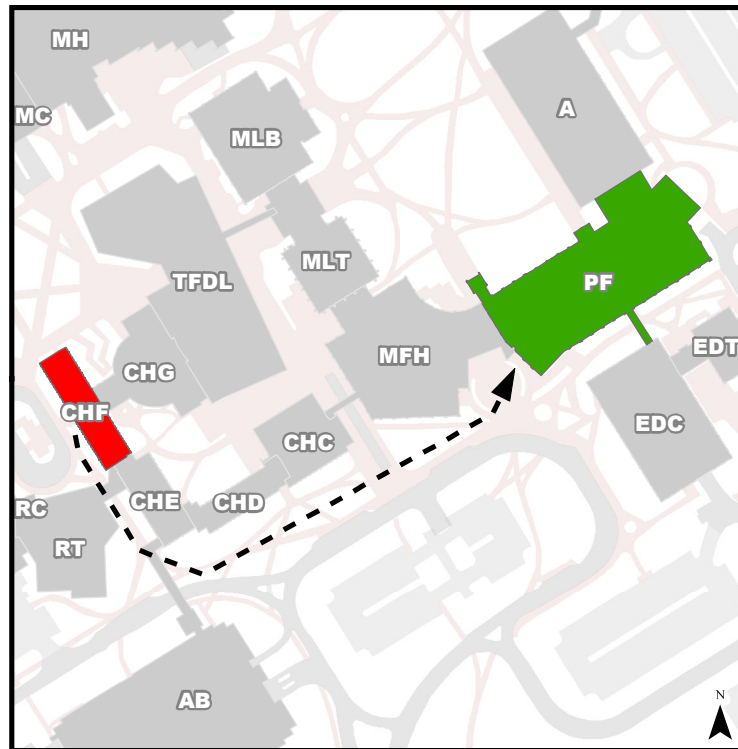 MH
MC
MLB
A
MLT
TFDL
PF
MFH
CHG
EDT
CHF
EDC
CHC
CHE
CHD
RC
RT
AB
N